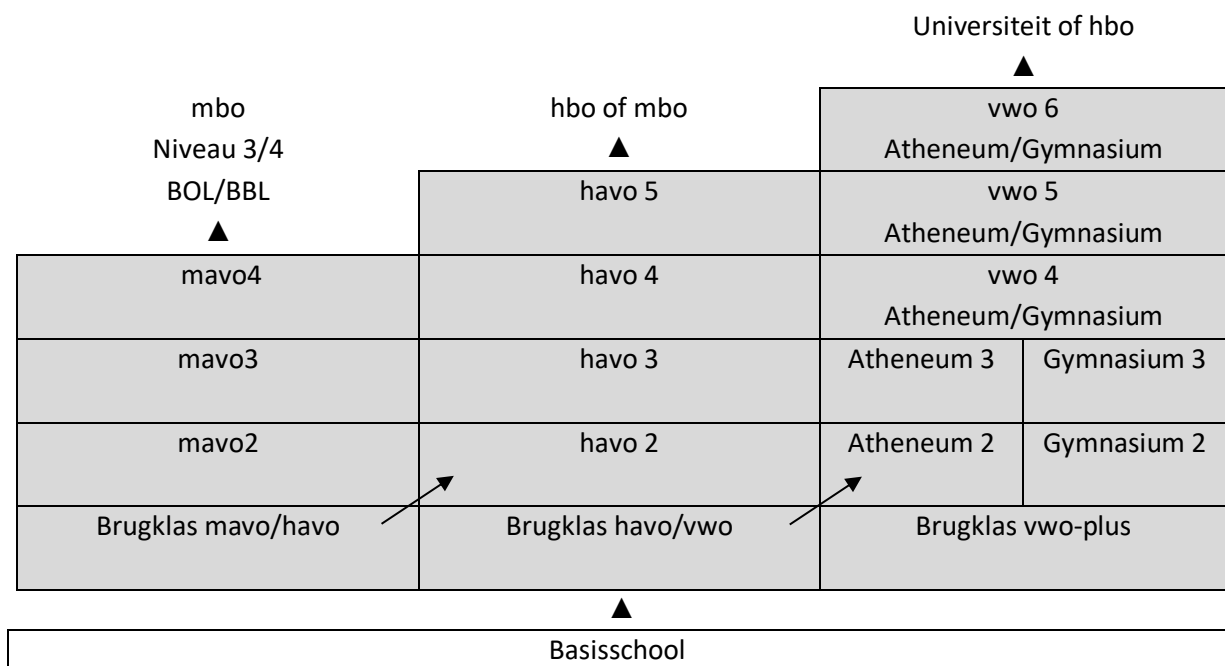 Universiteit of hbo
▲
mbo
Niveau 3/4
BOL/BBL
▲
hbo of mbo
▲
vwo 6
Atheneum/Gymnasium
havo 5
vwo 5
Atheneum/Gymnasium
mavo4
havo 4
vwo 4
Atheneum/Gymnasium
mavo3
havo 3
Atheneum 3
Gymnasium 3
mavo2
havo 2
Atheneum 2
Gymnasium 2
Brugklas mavo/havo
Brugklas havo/vwo
Brugklas vwo-plus
▲
Basisschool